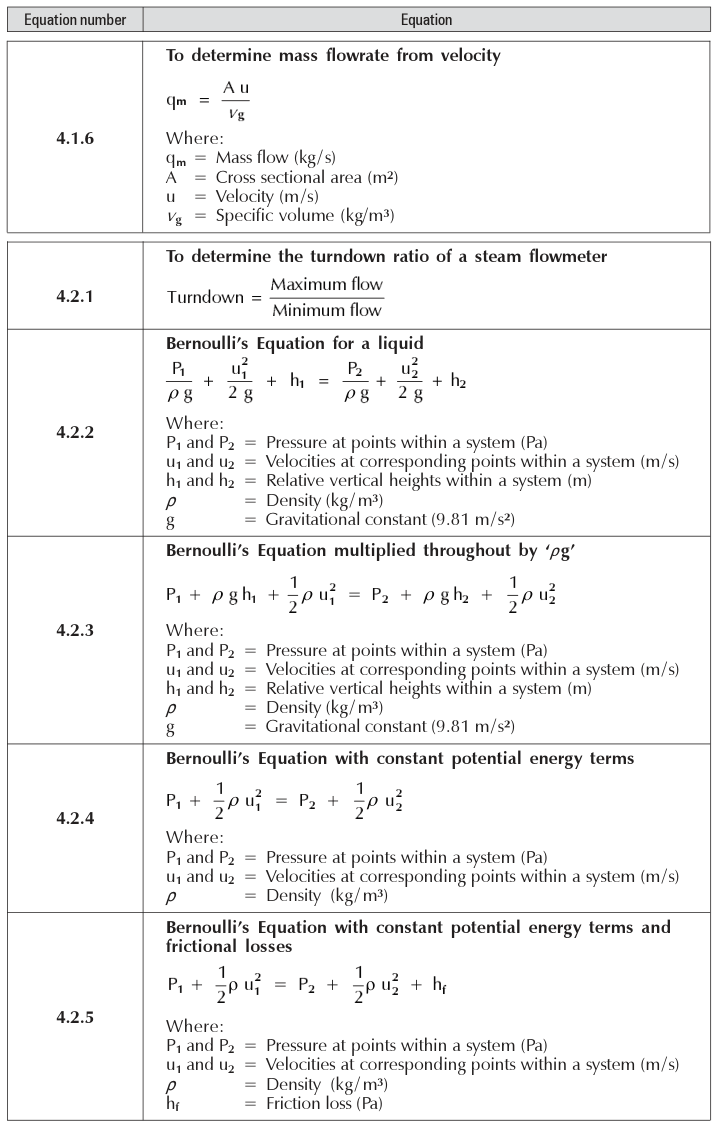 Equation number Equation
4.1.6
To determine mass flowrate from velocity
qm = A u / vg
Where:
qm = Mass flow (kg/s)
A = Cross sectional area (m²)
u = Velocity (m/s)
vg = Specific volume (kg/m³)
4.2.1
To determine the turndown ratio of a steam flowmeter
Turndown = Maximum flow / Minimum flow
4.2.2
Bernoulli's Equation for a liquid
P₁ / ρ g + u₁² / 2 g + h₁ = P₂ / ρ g + u₂² / 2 g + h₂
Where:
P₁ and P₂ = Pressure at points within a system (Pa)
u₁ and u₂ = Velocities at corresponding points within a system (m/s)
h₁ and h₂ = Relative vertical heights within a system (m)
ρ = Density (kg/m³)
g = Gravitational constant (9.81 m/s²)
4.2.3
Bernoulli's Equation multiplied throughout by ‘ρg’
P₁ + ρ g h₁ + 1/2 ρ u₁² = P₂ + ρ g h₂ + 1/2 ρ u₂²
Where:
P₁ and P₂ = Pressure at points within a system (Pa)
u₁ and u₂ = Velocities at corresponding points within a system (m/s)
h₁ and h₂ = Relative vertical heights within a system (m)
ρ = Density (kg/m³)
g = Gravitational constant (9.81 m/s²)
4.2.4
Bernoulli's Equation with constant potential energy terms
P₁ + 1/2 ρ u₁² = P₂ + 1/2 ρ u₂²
Where:
P₁ and P₂ = Pressure at points within a system (Pa)
u₁ and u₂ = Velocities at corresponding points within a system (m/s)
ρ = Density (kg/m³)
4.2.5
Bernoulli's Equation with constant potential energy terms and
frictional losses
P₁ + 1/2 ρ u₁² = P₂ + 1/2 ρ u₂² + hf
Where:
P₁ and P₂ = Pressure at points within a system (Pa)
u₁ and u₂ = Velocities at corresponding points within a system (m/s)
ρ = Density (kg/m³)
hf = Friction loss (Pa)